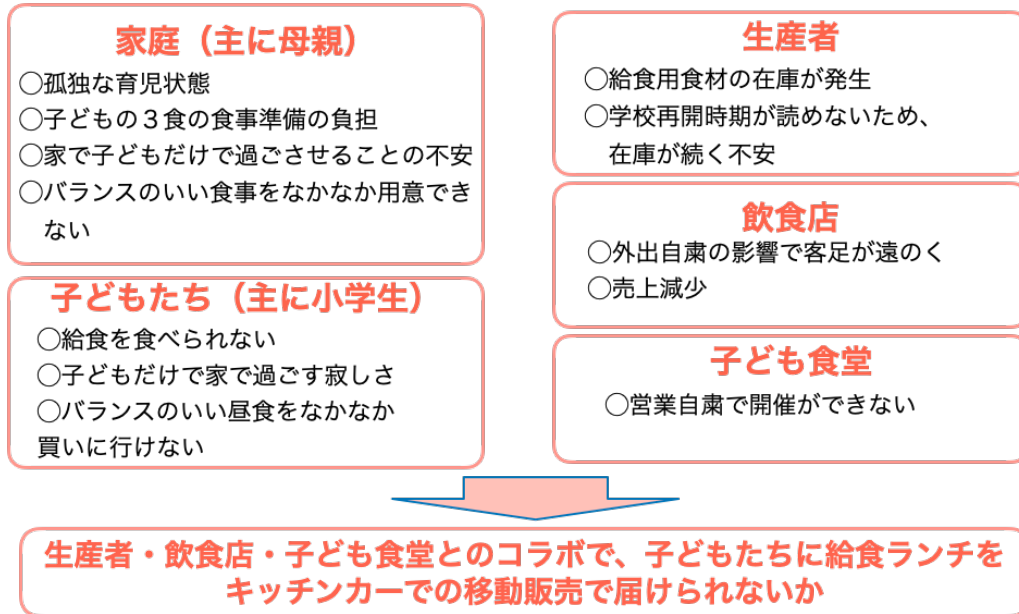 家庭（主に母親）
◯孤独な育児状態
◯子どもの３食の食事準備の負担
◯家で子どもだけで過ごさせることの不安
◯バランスのいい食事をなかなか用意でき
ない
子どもたち（主に小学生）
◯給食を食べられない
◯子どもだけで家で過ごす寂しさ
◯バランスのいい昼食をなかなか
買いに行けない
生産者
◯給食用食材の在庫が発生
◯学校再開時期が読めないため、
在庫が続く不安
飲食店
◯外出自粛の影響で客足が遠のく
◯売上減少
子ども食堂
◯営業自粛で開催ができない
生産者・飲食店・子ども食堂とのコラボで、子どもたちに給食ランチを
キッチンカーでの移動販売で届けられないか